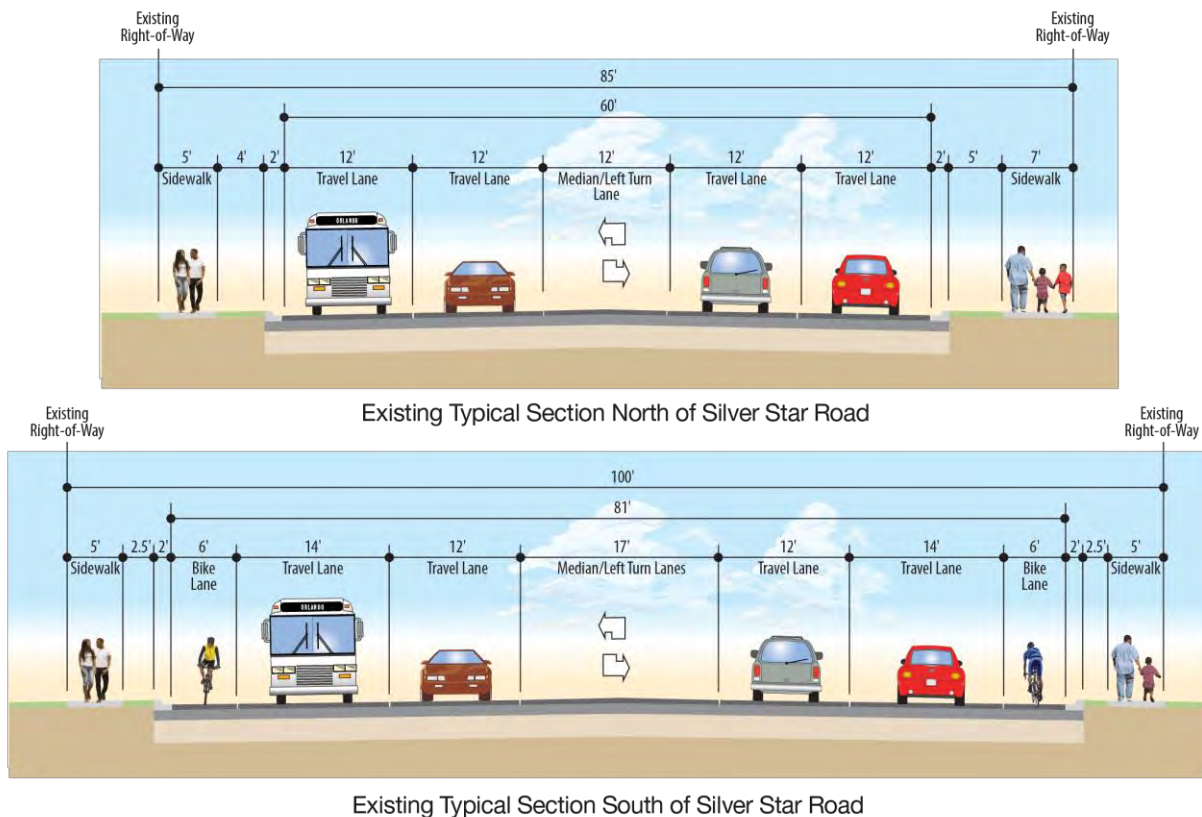 Existing
Right-of-Way
Existing
Right-of-Way
85'
60'
5' 4' 2' 12' 12' 12' 12' 12' 2' 5' 7'
Sidewalk Travel Lane Travel Lane Median/Left Turn Travel Lane Travel Lane Sidewalk
Lane
ORLANDO
Existing Typical Section North of Silver Star Road
Existing
Right-of-Way
Existing
Right-of-Way
100'
81'
5' 2.5' 2' 6' 14' 12' 17' 12' 14' 6' 2' 2.5' 5'
Sidewalk Bike Travel Lane Travel Lane Median/Left Turn Lanes Travel Lane Travel Lane Bike Sidewalk
Lane Lane
ORLANDO
Existing Typical Section South of Silver Star Road